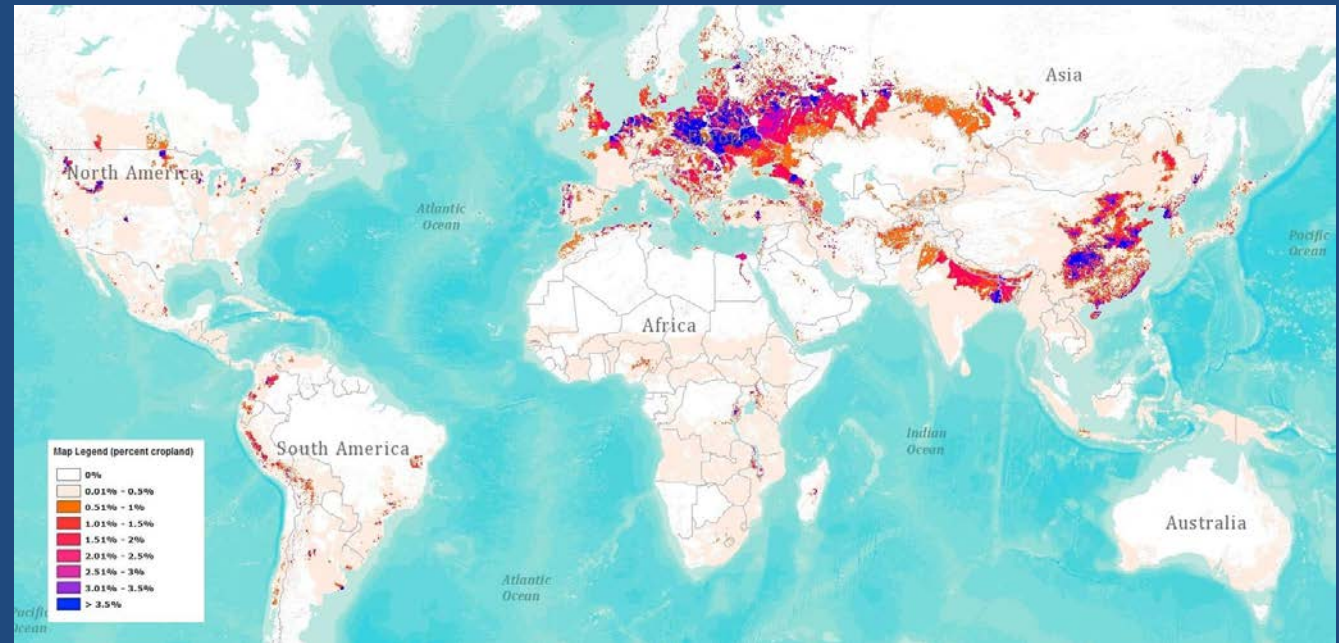 Asia
North America
Atlantic
Ocean
Pacific
Ocean
Africa
Indian
Ocean
South America
Map Legend (percent cropland)
0%
0.01% - 0.5%
0.51% - 1%
1.01% - 1.5%
1.51% - 2%
2.01% - 2.5%
2.51% - 3%
3.01% - 3.5%
> 3.5%
Australia
Atlantic
Ocean
Pacific
Ocean